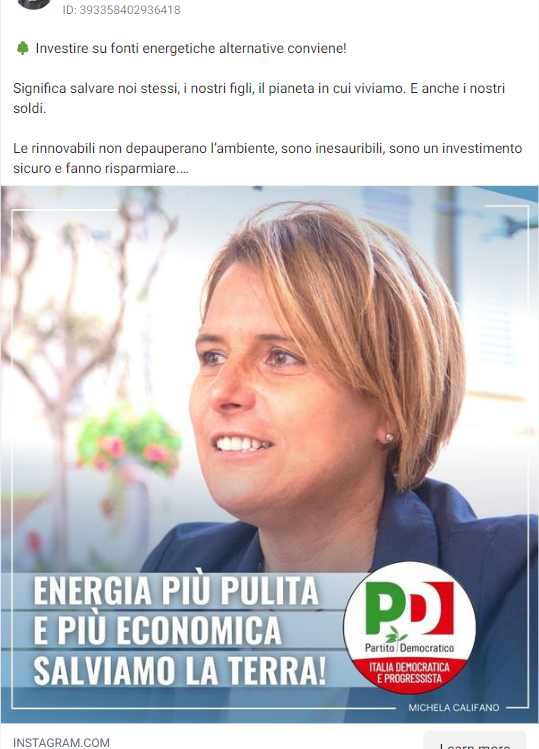 ID: 393358402936418
🌳 Investire su fonti energetiche alternative conviene!
Significa salvare noi stessi, i nostri figli, il pianeta in cui viviamo. E anche i nostri
soldi.
Le rinnovabili non depauperano l'ambiente, sono inesauribili, sono un investimento
sicuro e fanno risparmiare....
ENERGIA PIÙ PULITA
E PIÙ ECONOMICA
SALVIAMO LA TERRA!
PD
Partito Democratico
ITALIA DEMOCRATICA
E PROGRESSISTA
MICHELA CALIFANO
INSTAGRAM.COM
Learn more